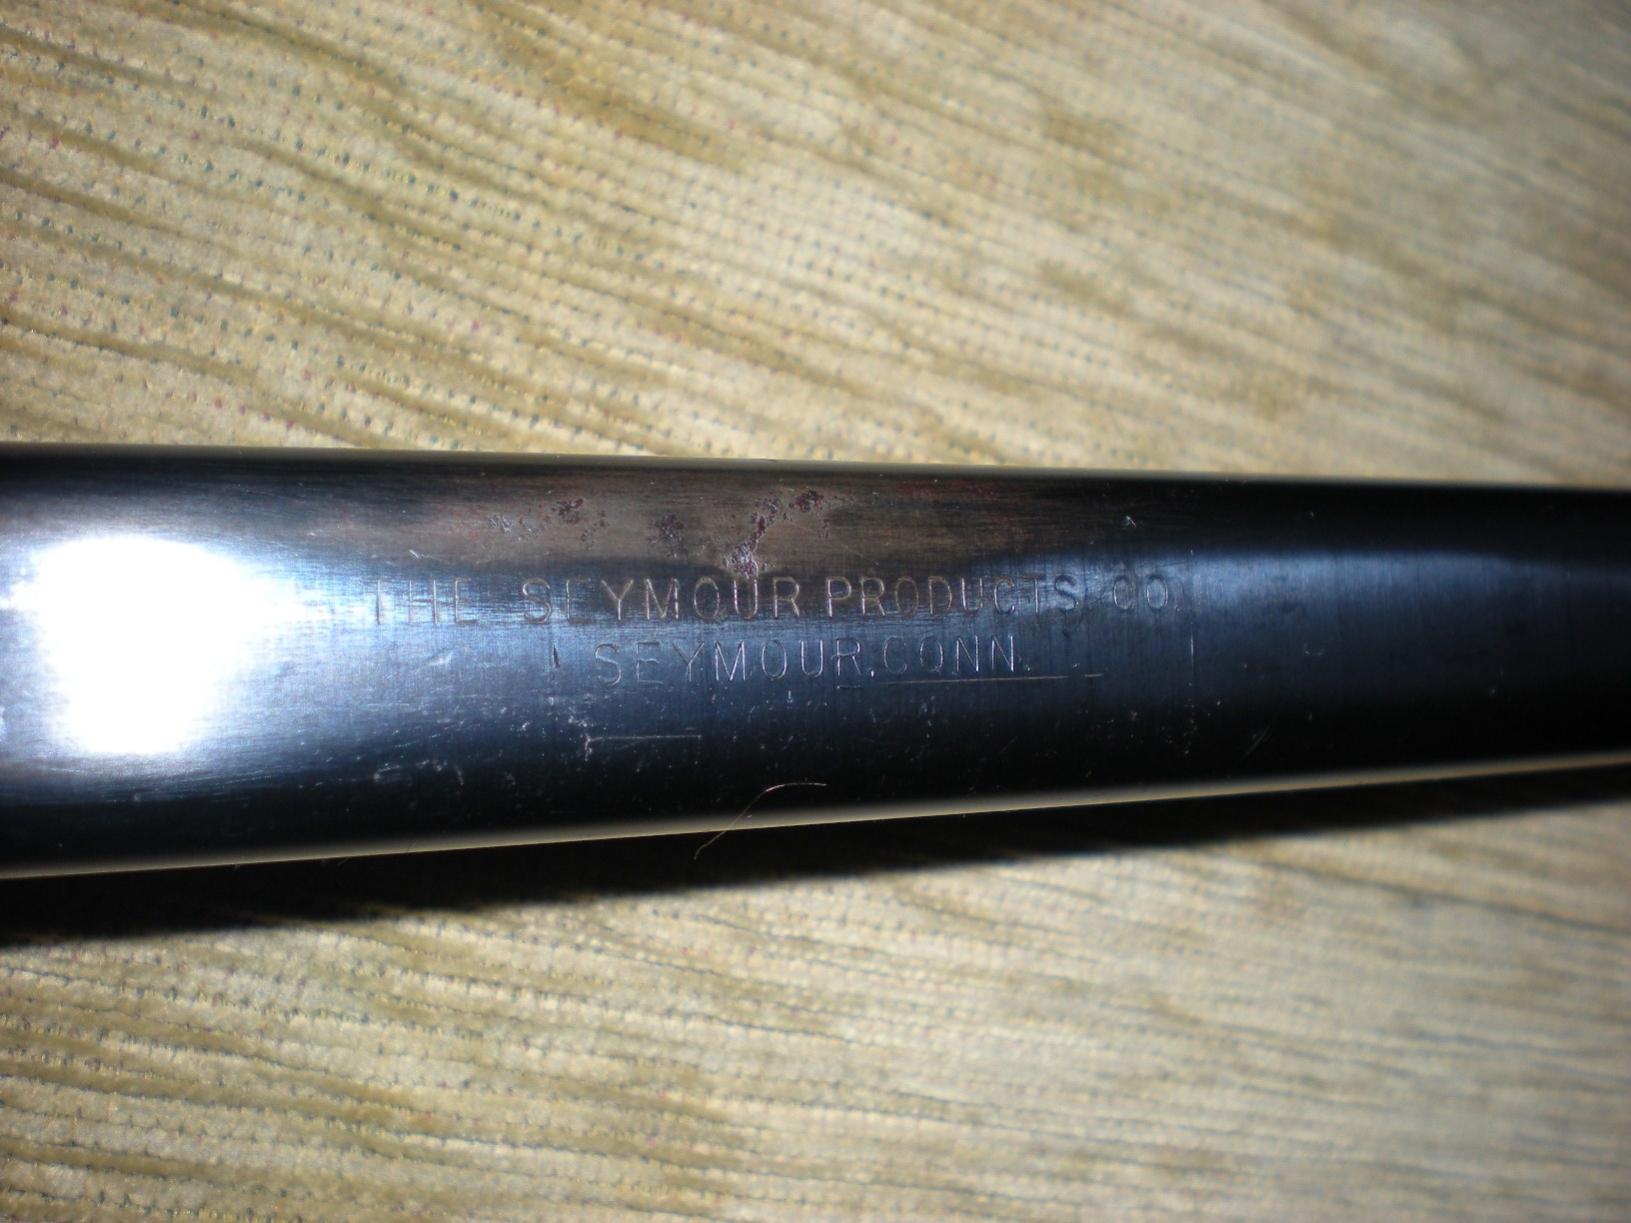 THE SEYMOUR PRODUCTS CO.
SEYMOUR, CONN.